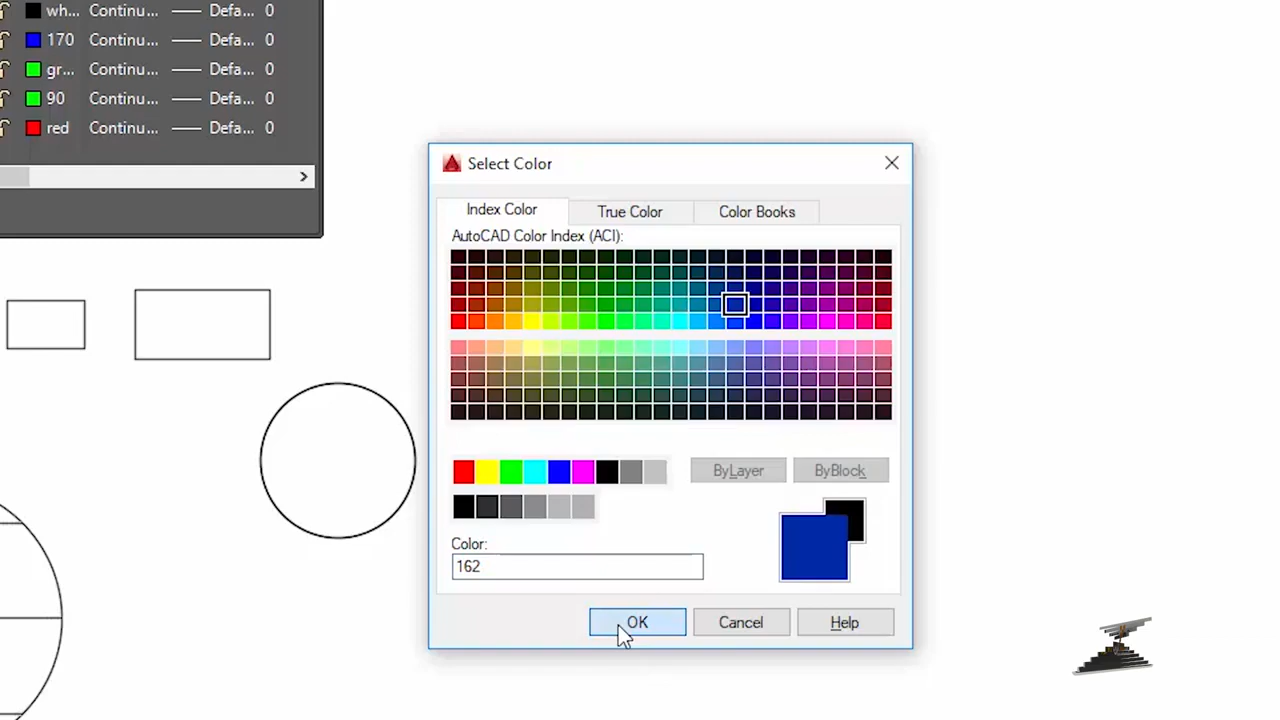 wh... Continu... Defa... 0
170 Continu... Defa... 0
gr... Continu... Defa... 0
90 Continu... Defa... 0
red Continu... Defa... 0
Select Color
Index Color True Color Color Books
AutoCAD Color Index (ACI):
ByLayer ByBlock
Color:
162
OK Cancel Help